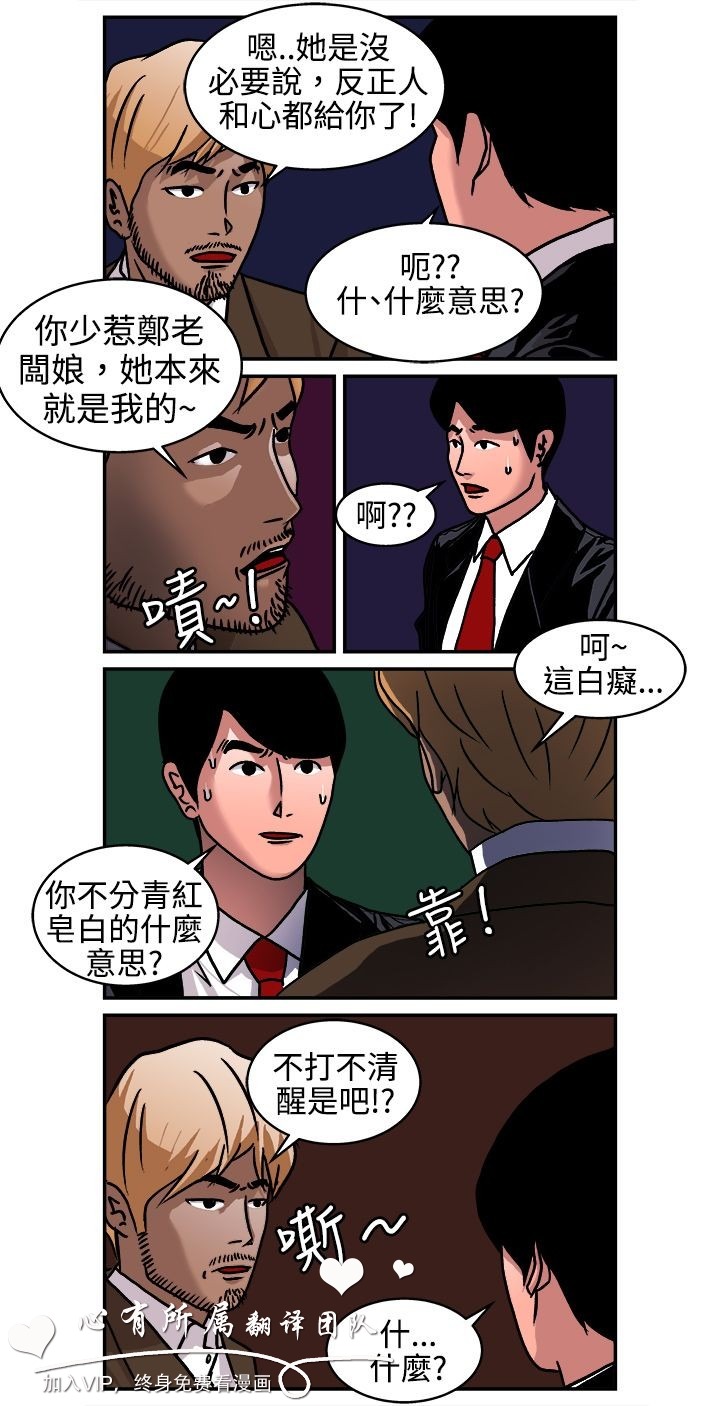 嗯..她是沒
必要說，反正人
和心都給你了!
呃??
什、什麼意思?
你少惹鄭老
闆娘，她本來
就是我的~
嘖~!
啊??
呵~
這白癡...
你不分青紅
皂白的什麼
意思?
靠!
不打不清
醒是吧!?
嘶~
什...
什麼?
心有所属翻译团队
加入VIP，终身免费看漫画